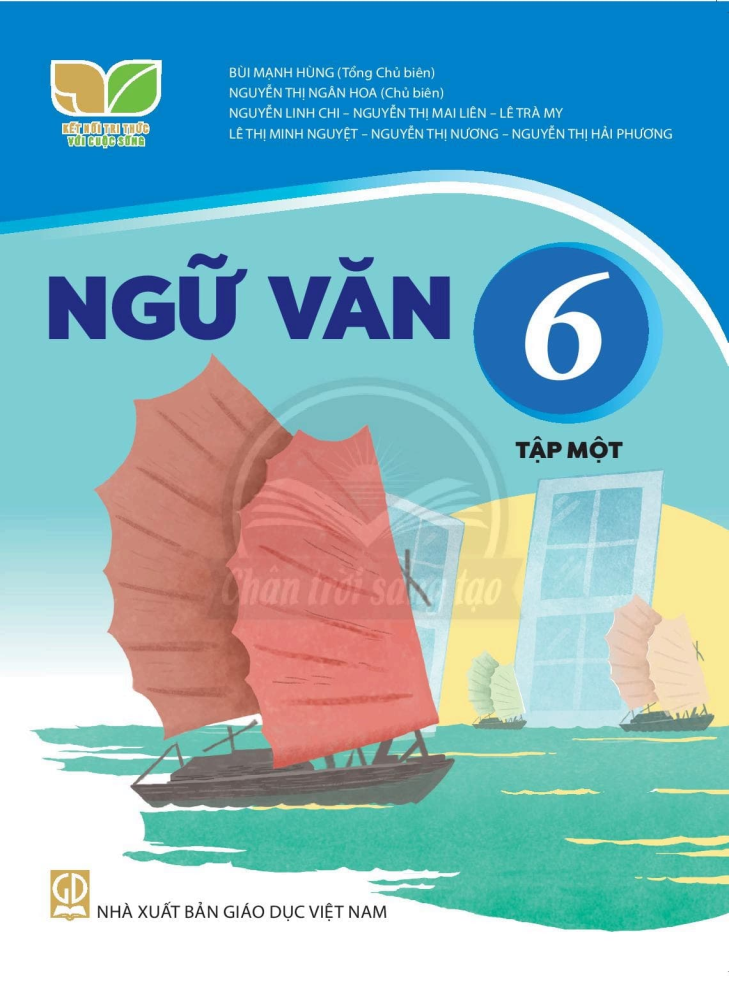 BÙI MẠNH HÙNG (Tổng Chủ biên)
NGUYỄN THỊ NGÂN HOA (Chủ biên)
NGUYỄN LINH CHI – NGUYỄN THỊ MAI LIÊN – LÊ TRÀ MY
LÊ THỊ MINH NGUYỆT – NGUYỄN THỊ NƯƠNG – NGUYỄN THỊ HẢI PHƯƠNG
KẾT NỐI TRI THỨC
VỚI CUỘC SỐNG
NGỮ VĂN 6
TẬP MỘT
Chân trời sáng tạo
GD
NHÀ XUẤT BẢN GIÁO DỤC VIỆT NAM